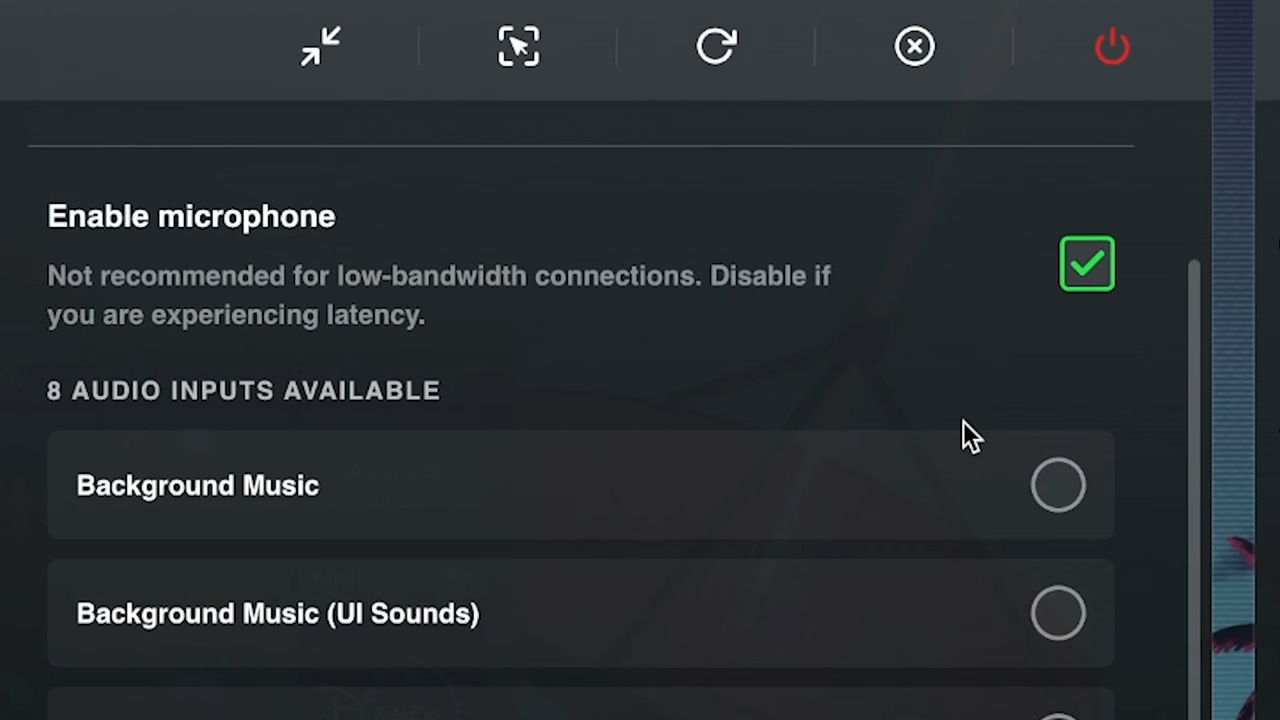 Enable microphone
Not recommended for low-bandwidth connections. Disable if
you are experiencing latency.
8 AUDIO INPUTS AVAILABLE
Background Music
Background Music (UI Sounds)